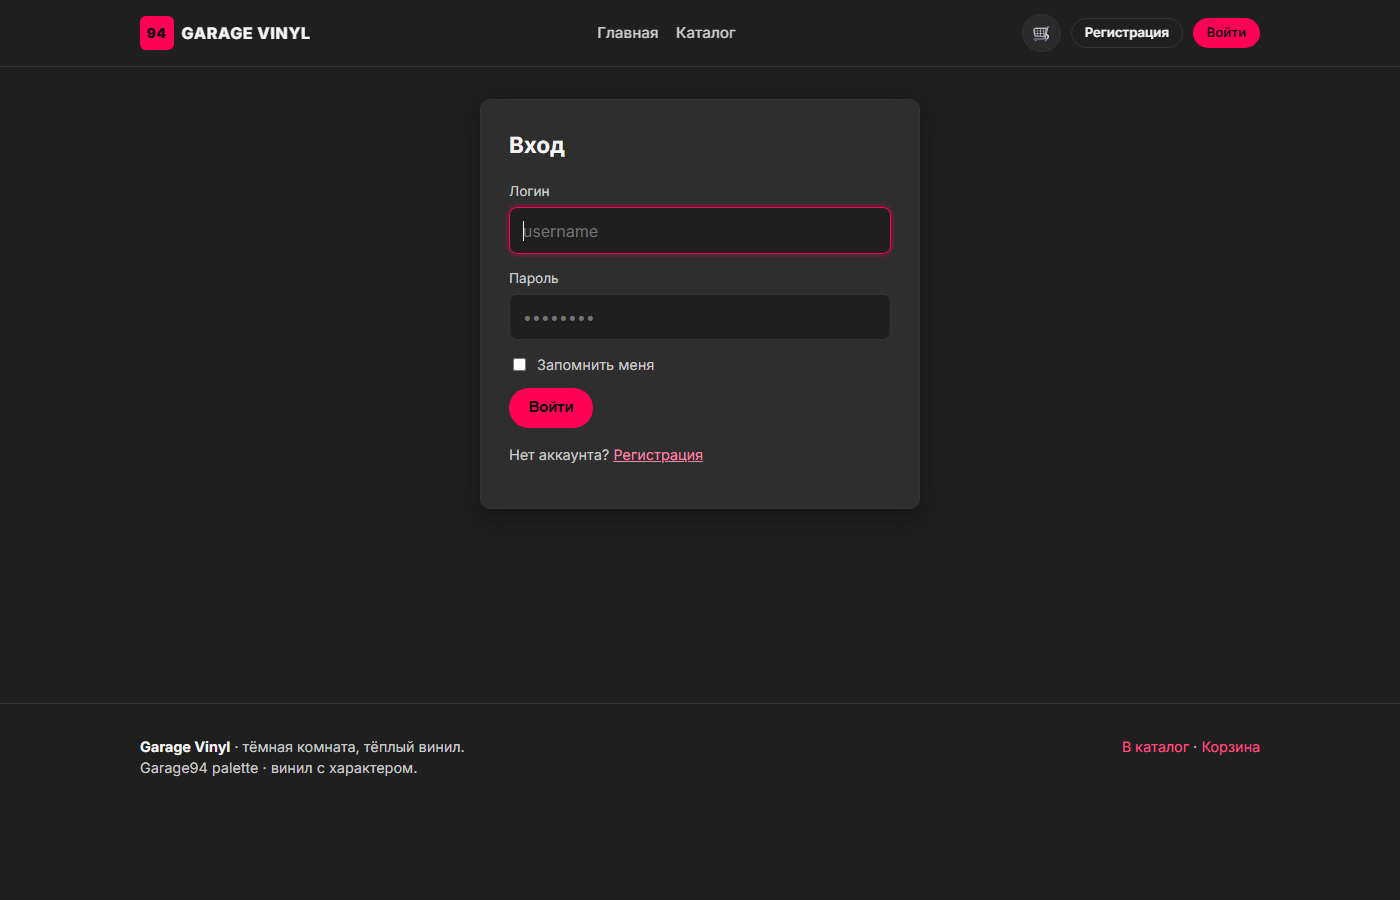 94 GARAGE VINYL
Главная Каталог
Регистрация Войти
Вход
Логин
username
Пароль
••••••••
Запомнить меня
Войти
Нет аккаунта? Регистрация
Garage Vinyl · тёмная комната, тёплый винил.
Garage94 palette · винил с характером.
В каталог · Корзина